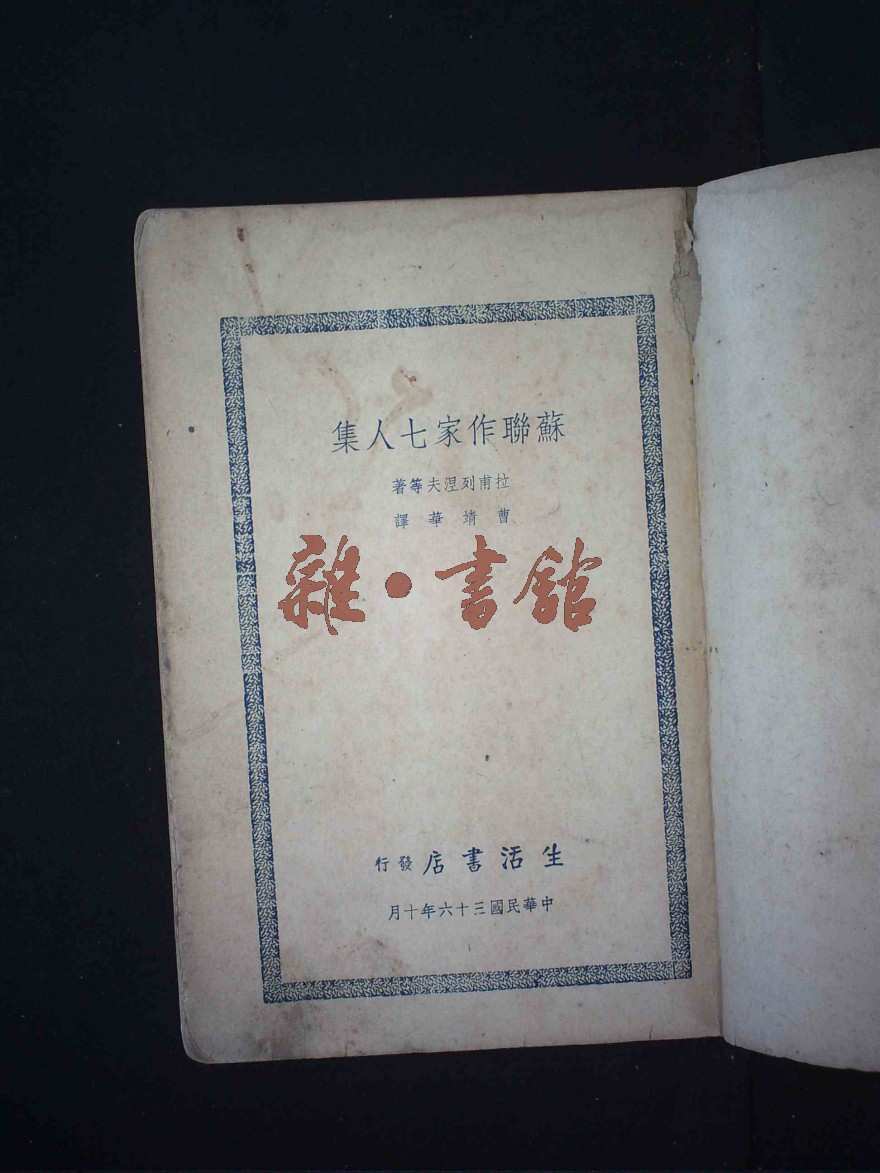 蘇聯作家七人集
拉甫列涅夫等著
曹靖華譯
雜·書館
生活書店發行
中華民國三十六年十月